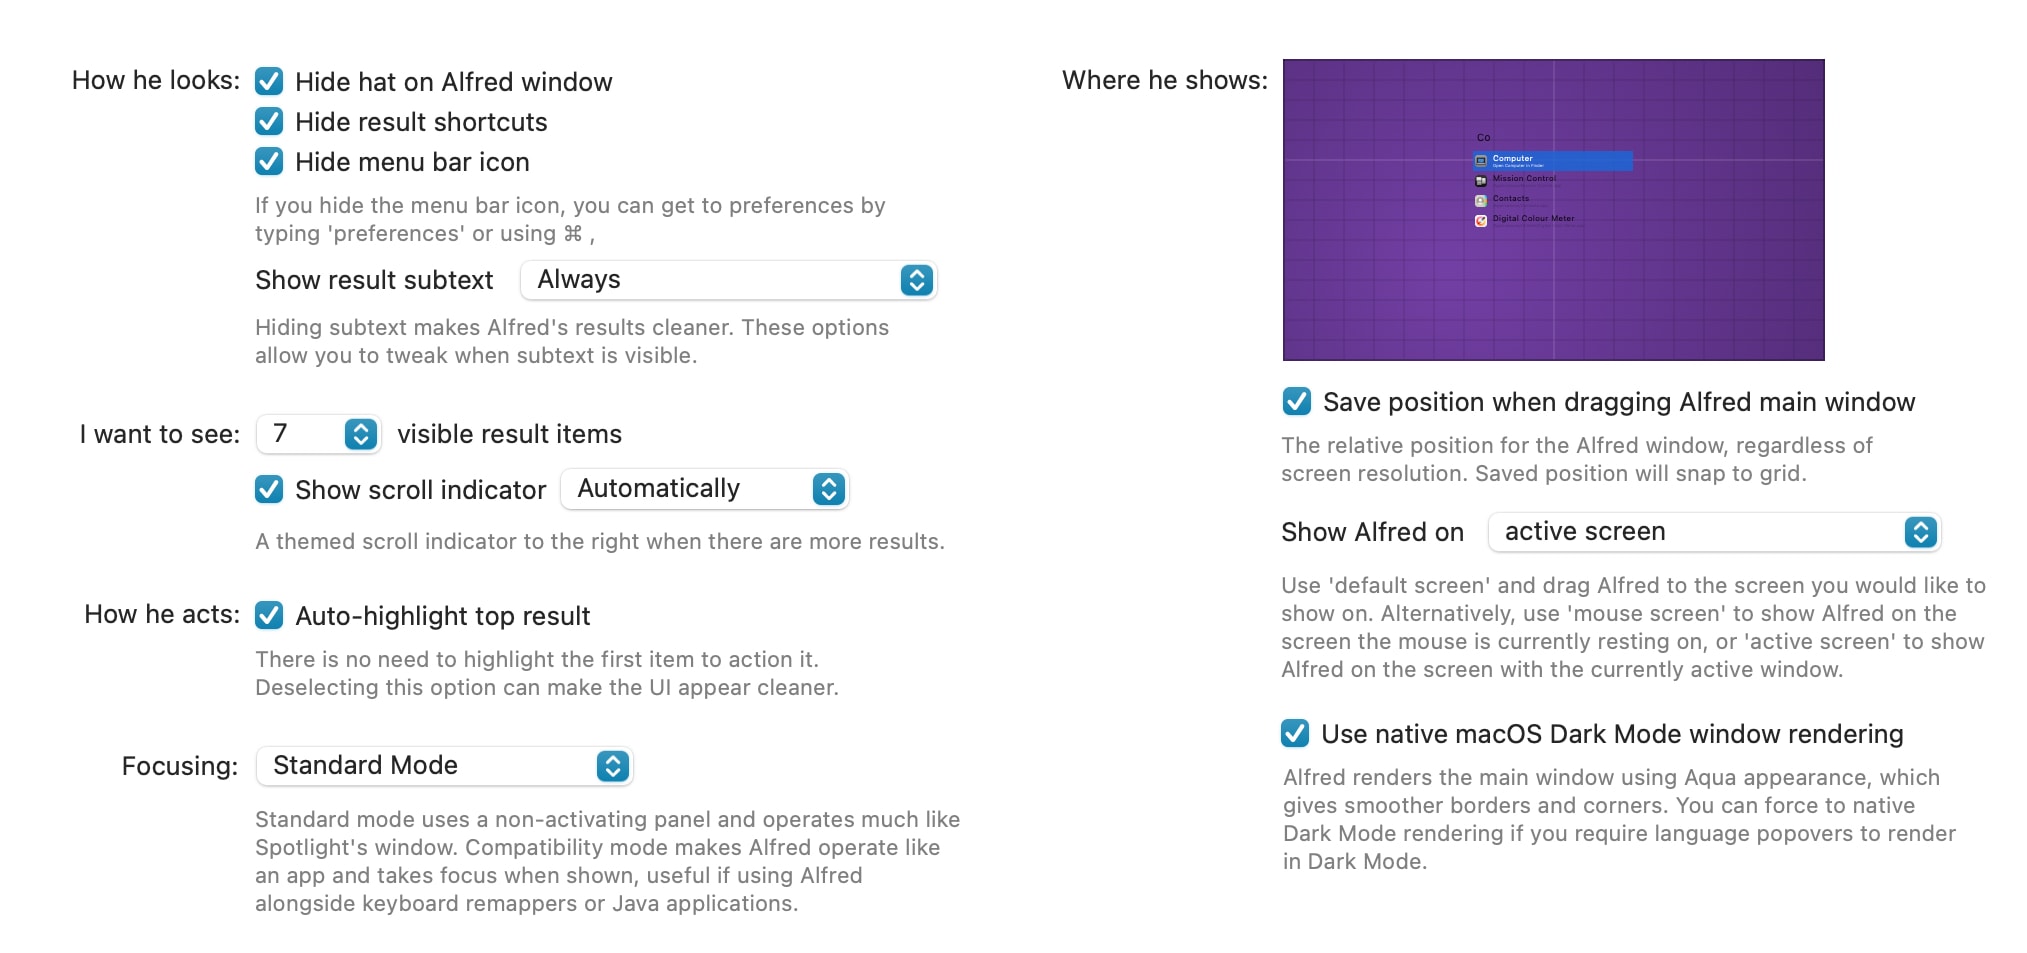 How he looks:
Hide hat on Alfred window
Hide result shortcuts
Hide menu bar icon
If you hide the menu bar icon, you can get to preferences by
typing 'preferences' or using ⌘ ,
Show result subtext Always
Hiding subtext makes Alfred's results cleaner. These options
allow you to tweak when subtext is visible.
I want to see: 7 visible result items
Show scroll indicator Automatically
A themed scroll indicator to the right when there are more results.
How he acts: Auto-highlight top result
There is no need to highlight the first item to action it.
Deselecting this option can make the UI appear cleaner.
Focusing: Standard Mode
Standard mode uses a non-activating panel and operates much like
Spotlight's window. Compatibility mode makes Alfred operate like
an app and takes focus when shown, useful if using Alfred
alongside keyboard remappers or Java applications.
Where he shows:
Co
Computer
Open Computer in Finder
Mission Control
Contacts
Digital Colour Meter
Save position when dragging Alfred main window
The relative position for the Alfred window, regardless of
screen resolution. Saved position will snap to grid.
Show Alfred on active screen
Use 'default screen' and drag Alfred to the screen you would like to
show on. Alternatively, use 'mouse screen' to show Alfred on the
screen the mouse is currently resting on, or 'active screen' to show
Alfred on the screen with the currently active window.
Use native macOS Dark Mode window rendering
Alfred renders the main window using Aqua appearance, which
gives smoother borders and corners. You can force to native
Dark Mode rendering if you require language popovers to render
in Dark Mode.